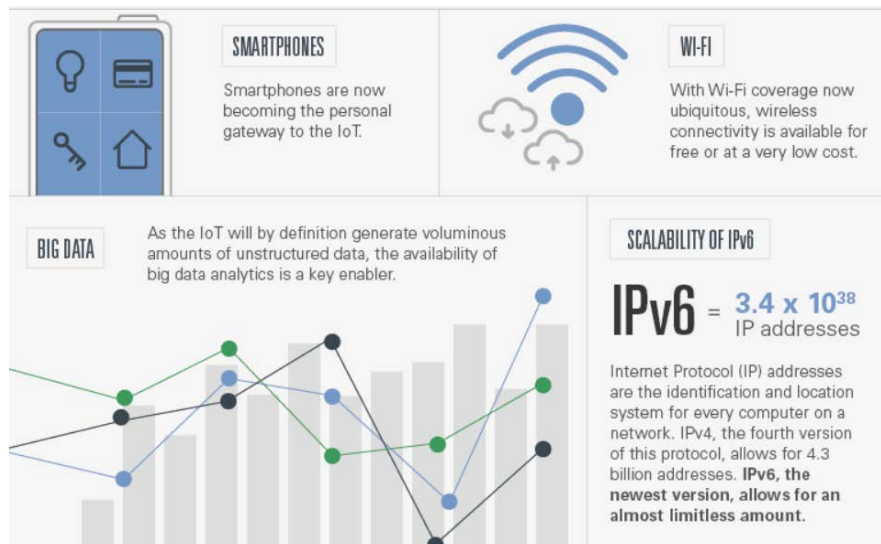 SMARTPHONES
Smartphones are now
becoming the personal
gateway to the IoT.
WI-FI
With Wi-Fi coverage now
ubiquitous, wireless
connectivity is available for
free or at a very low cost.
BIG DATA
As the IoT will by definition generate voluminous
amounts of unstructured data, the availability of
big data analytics is a key enabler.
SCALABILITY OF IPv6
IPv6 = 3.4 x 10³⁸
IP addresses
Internet Protocol (IP) addresses
are the identification and location
system for every computer on a
network. IPv4, the fourth version
of this protocol, allows for 4.3
billion addresses. IPv6, the
newest version, allows for an
almost limitless amount.